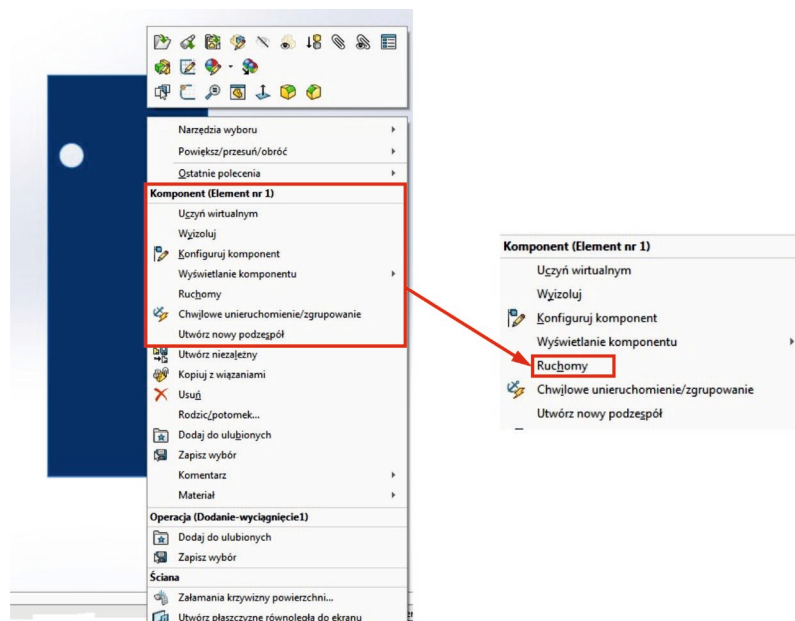 Narzędzia wyboru
Powiększ/przesuń/obróć
Ostatnie polecenia
Komponent (Element nr 1)
Uczyń wirtualnym
Wyizoluj
Konfiguruj komponent
Wyświetlanie komponentu
Ruchomy
Chwilowe unieruchomienie/zgrupowanie
Utwórz nowy podzespół
Utwórz niezależny
Kopiuj z wiązaniami
Usuń
Rodzic/potomek...
Dodaj do ulubionych
Zapisz wybór
Komentarz
Materiał
Operacja (Dodanie-wyciągnięcie1)
Dodaj do ulubionych
Zapisz wybór
Ściana
Załamania krzywizny powierzchni...
Utwórz płaszczyznę równoległą do ekranu
Komponent (Element nr 1)
Uczyń wirtualnym
Wyizoluj
Konfiguruj komponent
Wyświetlanie komponentu
Ruchomy
Chwilowe unieruchomienie/zgrupowanie
Utwórz nowy podzespół